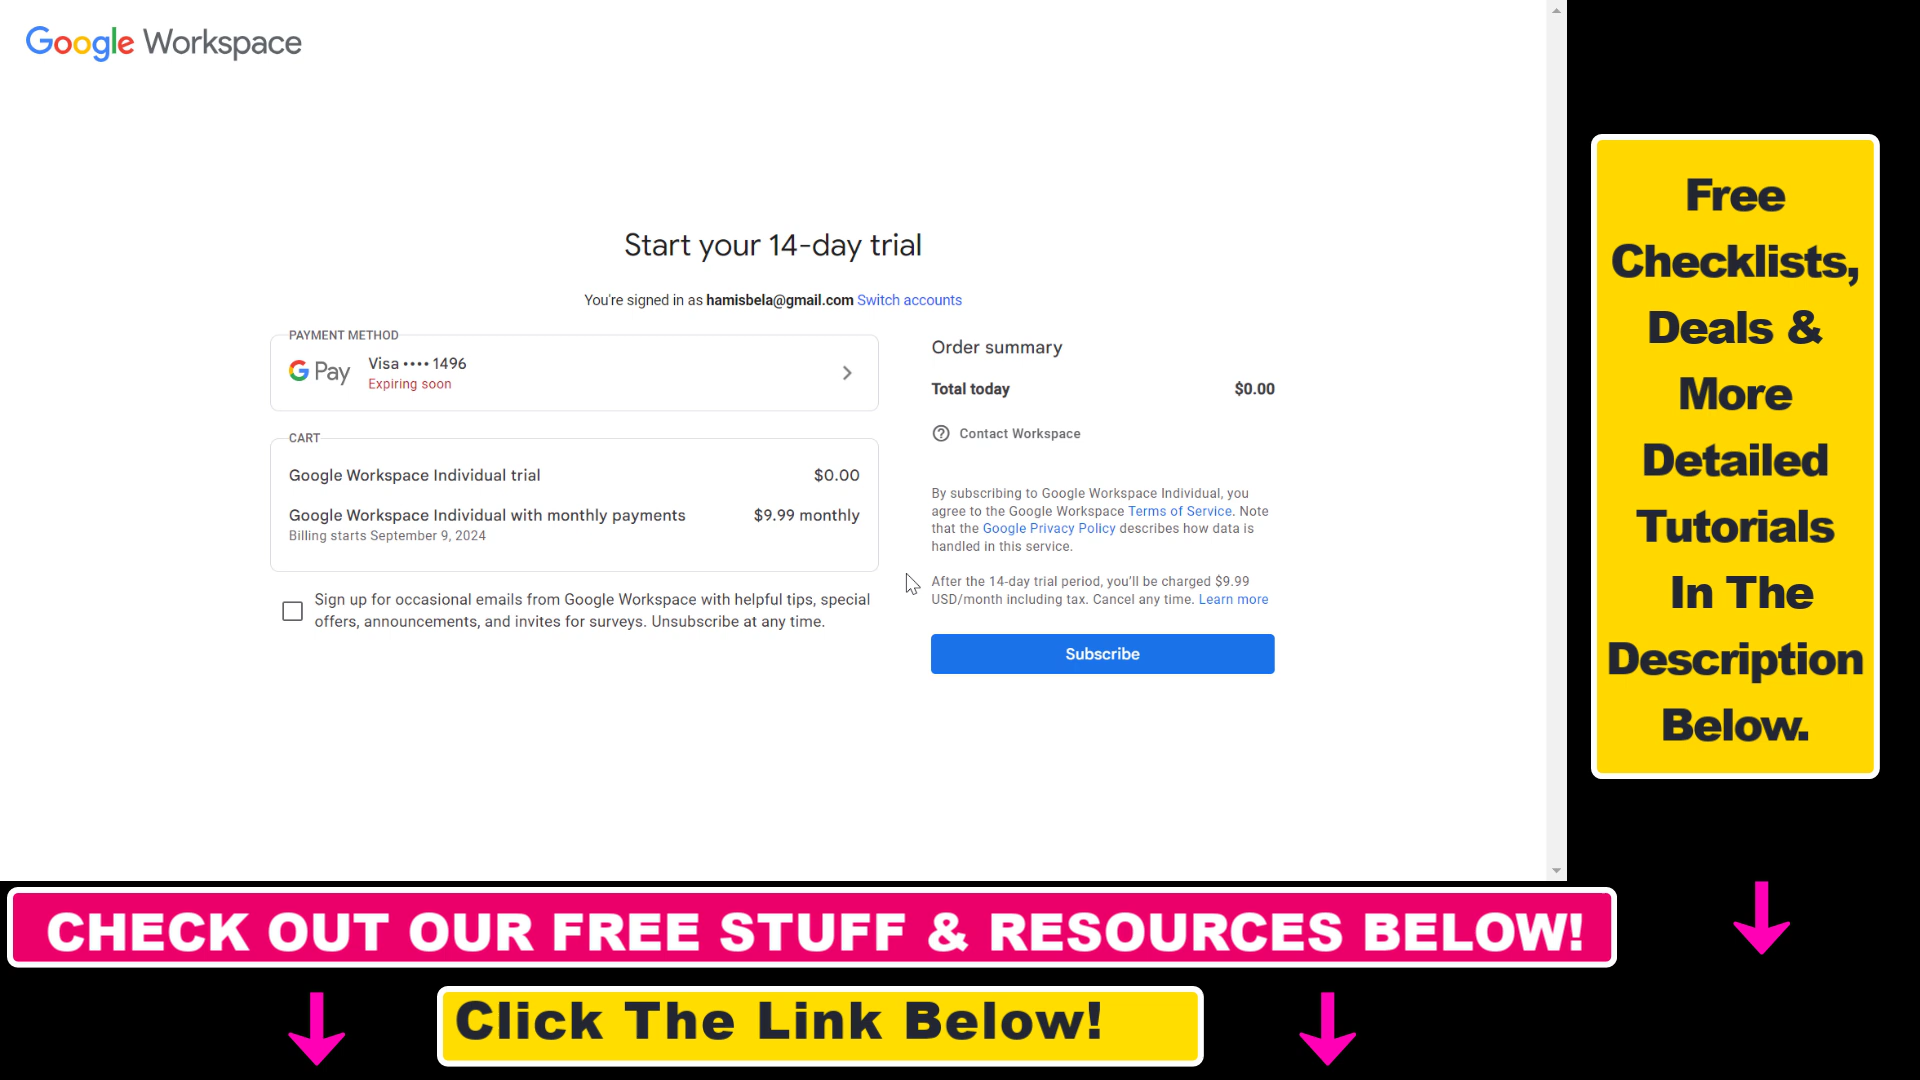 Google Workspace
Start your 14-day trial
You're signed in as hamisbela@gmail.com Switch accounts
PAYMENT METHOD
G Pay
Visa •••• 1496
Expiring soon
CART
Google Workspace Individual trial $0.00
Google Workspace Individual with monthly payments $9.99 monthly
Billing starts September 9, 2024
Sign up for occasional emails from Google Workspace with helpful tips, special
offers, announcements, and invites for surveys. Unsubscribe at any time.
Order summary
Total today $0.00
Contact Workspace
By subscribing to Google Workspace Individual, you
agree to the Google Workspace Terms of Service. Note
that the Google Privacy Policy describes how data is
handled in this service.
After the 14-day trial period, you'll be charged $9.99
USD/month including tax. Cancel any time. Learn more
Subscribe
Free
Checklists,
Deals &
More
Detailed
Tutorials
In The
Description
Below.
CHECK OUT OUR FREE STUFF & RESOURCES BELOW!
Click The Link Below!